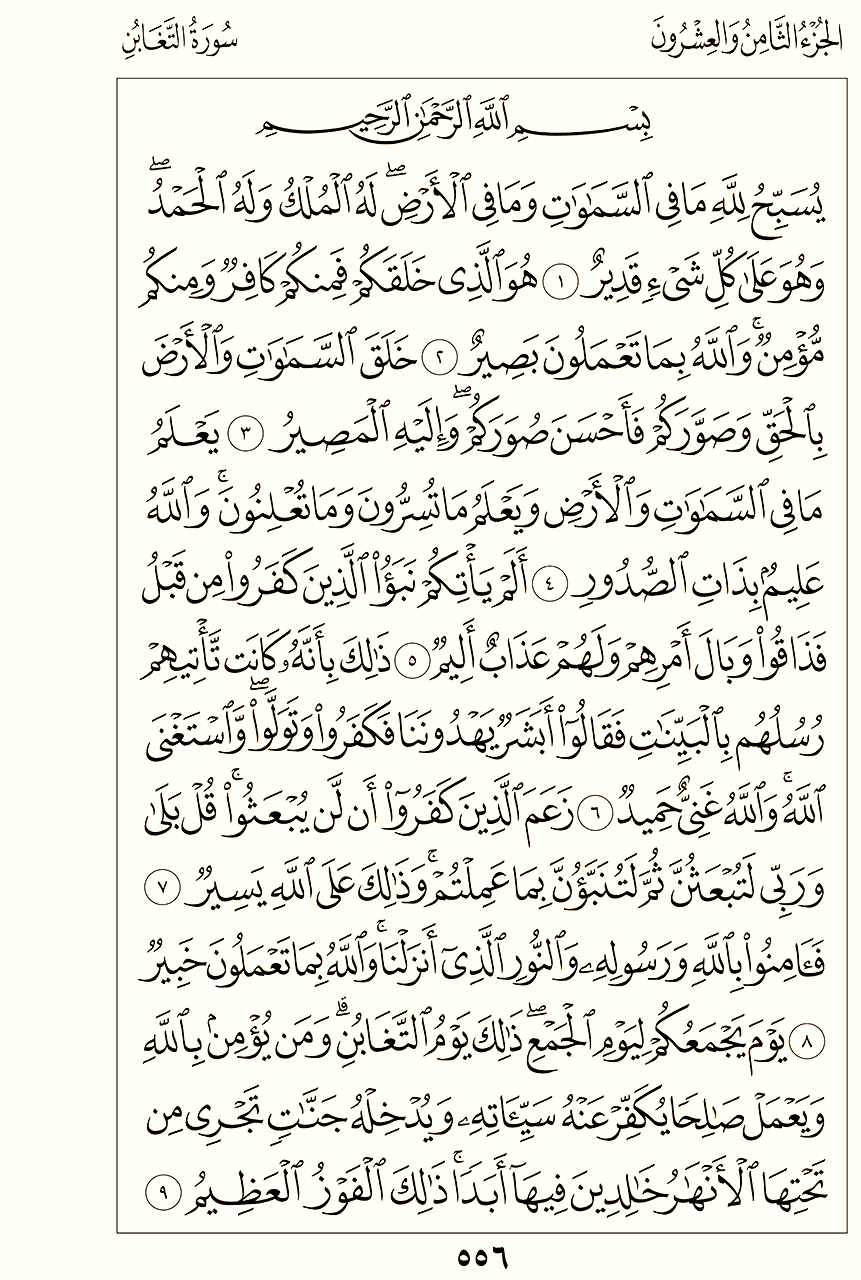 الجُزْءُ الثَّامِنُ وَالعِشْرُونَ
سُورَةُ التَّغَابُنِ
بِسْمِ ٱللَّهِ ٱلرَّحْمَٰنِ ٱلرَّحِيمِ
يُسَبِّحُ لِلَّهِ مَا فِى ٱلسَّمَٰوَٰتِ وَمَا فِى ٱلْأَرْضِ ۖ لَهُ ٱلْمُلْكُ وَلَهُ ٱلْحَمْدُ ۖ
وَهُوَ عَلَىٰ كُلِّ شَىْءٍ قَدِيرٌ ١ هُوَ ٱلَّذِى خَلَقَكُمْ فَمِنكُمْ كَافِرٌ وَمِنكُم
مُّؤْمِنٌ ۚ وَٱللَّهُ بِمَا تَعْمَلُونَ بَصِيرٌ ٢ خَلَقَ ٱلسَّمَٰوَٰتِ وَٱلْأَرْضَ
بِٱلْحَقِّ وَصَوَّرَكُمْ فَأَحْسَنَ صُوَرَكُمْ ۖ وَإِلَيْهِ ٱلْمَصِيرُ ٣ يَعْلَمُ
مَا فِى ٱلسَّمَٰوَٰتِ وَٱلْأَرْضِ وَيَعْلَمُ مَا تُسِرُّونَ وَمَا تُعْلِنُونَ ۚ وَٱللَّهُ
عَلِيمٌۢ بِذَاتِ ٱلصُّدُورِ ٤ أَلَمْ يَأْتِكُمْ نَبَؤُا۟ ٱلَّذِينَ كَفَرُوا۟ مِن قَبْلُ
فَذَاقُوا۟ وَبَالَ أَمْرِهِمْ وَلَهُمْ عَذَابٌ أَلِيمٌ ٥ ذَٰلِكَ بِأَنَّهُۥ كَانَت تَّأْتِيهِمْ
رُسُلُهُم بِٱلْبَيِّنَٰتِ فَقَالُوٓا۟ أَبَشَرٌ يَهْدُونَنَا فَكَفَرُوا۟ وَتَوَلَّوا۟ ۖ وَّٱسْتَغْنَى
ٱللَّهُ ۚ وَٱللَّهُ غَنِىٌّ حَمِيدٌ ٦ زَعَمَ ٱلَّذِينَ كَفَرُوٓا۟ أَن لَّن يُبْعَثُوا۟ ۚ قُلْ بَلَىٰ
وَرَبِّى لَتُبْعَثُنَّ ثُمَّ لَتُنَبَّؤُنَّ بِمَا عَمِلْتُمْ ۚ وَذَٰلِكَ عَلَى ٱللَّهِ يَسِيرٌ ٧
فَـَٔامِنُوا۟ بِٱللَّهِ وَرَسُولِهِۦ وَٱلنُّورِ ٱلَّذِىٓ أَنزَلْنَا ۚ وَٱللَّهُ بِمَا تَعْمَلُونَ خَبِيرٌ
٨ يَوْمَ يَجْمَعُكُمْ لِيَوْمِ ٱلْجَمْعِ ۖ ذَٰلِكَ يَوْمُ ٱلتَّغَابُنِ ۗ وَمَن يُؤْمِنۢ بِٱللَّهِ
وَيَعْمَلْ صَٰلِحًا يُكَفِّرْ عَنْهُ سَيِّـَٔاتِهِۦ وَيُدْخِلْهُ جَنَّٰتٍ تَجْرِى مِن
تَحْتِهَا ٱلْأَنْهَٰرُ خَٰلِدِينَ فِيهَآ أَبَدًا ۚ ذَٰلِكَ ٱلْفَوْزُ ٱلْعَظِيمُ ٩
٥٥٦